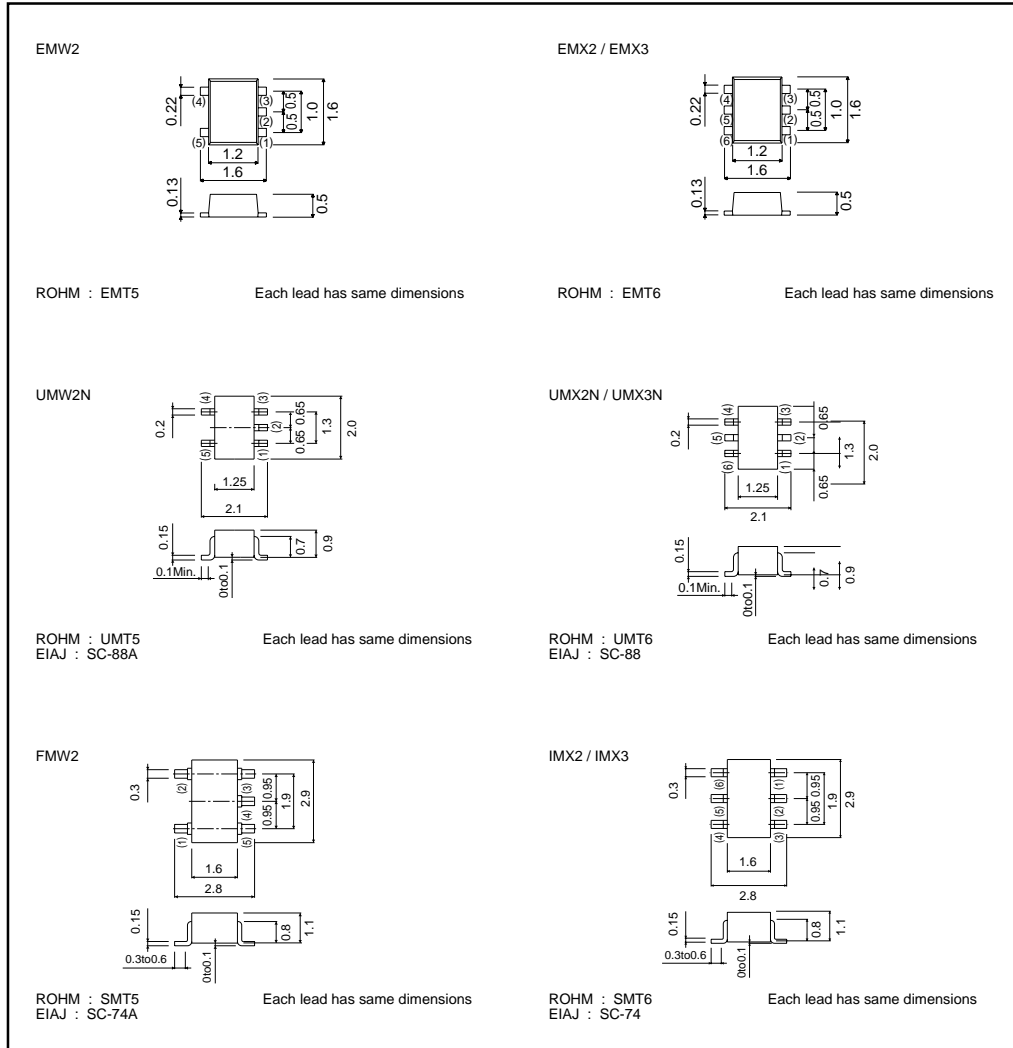 EMW2
0.22
(4)
(3)
(2)
(5)
(1)
0.5 0.5
1.0
1.6
1.2
1.6
0.13
0.5
ROHM : EMT5
Each lead has same dimensions
EMX2 / EMX3
0.22
(4)
(3)
(5)
(2)
(6)
(1)
0.5 0.5
1.0
1.6
1.2
1.6
0.13
0.5
ROHM : EMT6
Each lead has same dimensions
UMW2N
(4)
(3)
0.2
(2)
(5)
(1)
0.65 0.65
1.3
2.0
1.25
2.1
0.15
0.7
0.9
0.1Min.
0to0.1
ROHM : UMT5
Each lead has same dimensions
EIAJ : SC-88A
UMX2N / UMX3N
(4)
(3)
0.2
(5)
(2)
(6)
(1)
0.65
1.3
2.0
0.65
1.25
2.1
0.15
0.7
0.9
0.1Min.
0to0.1
ROHM : UMT6
Each lead has same dimensions
EIAJ : SC-88
FMW2
0.3
(2)
(3)
(4)
(1)
(5)
0.95 0.95
1.9
2.9
1.6
2.8
0.15
0.8
1.1
0.3to0.6
0to0.1
ROHM : SMT5
Each lead has same dimensions
EIAJ : SC-74A
IMX2 / IMX3
0.3
(6)
(1)
(5)
(2)
(4)
(3)
0.95 0.95
1.9
2.9
1.6
2.8
0.15
0.8
1.1
0.3to0.6
0to0.1
ROHM : SMT6
Each lead has same dimensions
EIAJ : SC-74